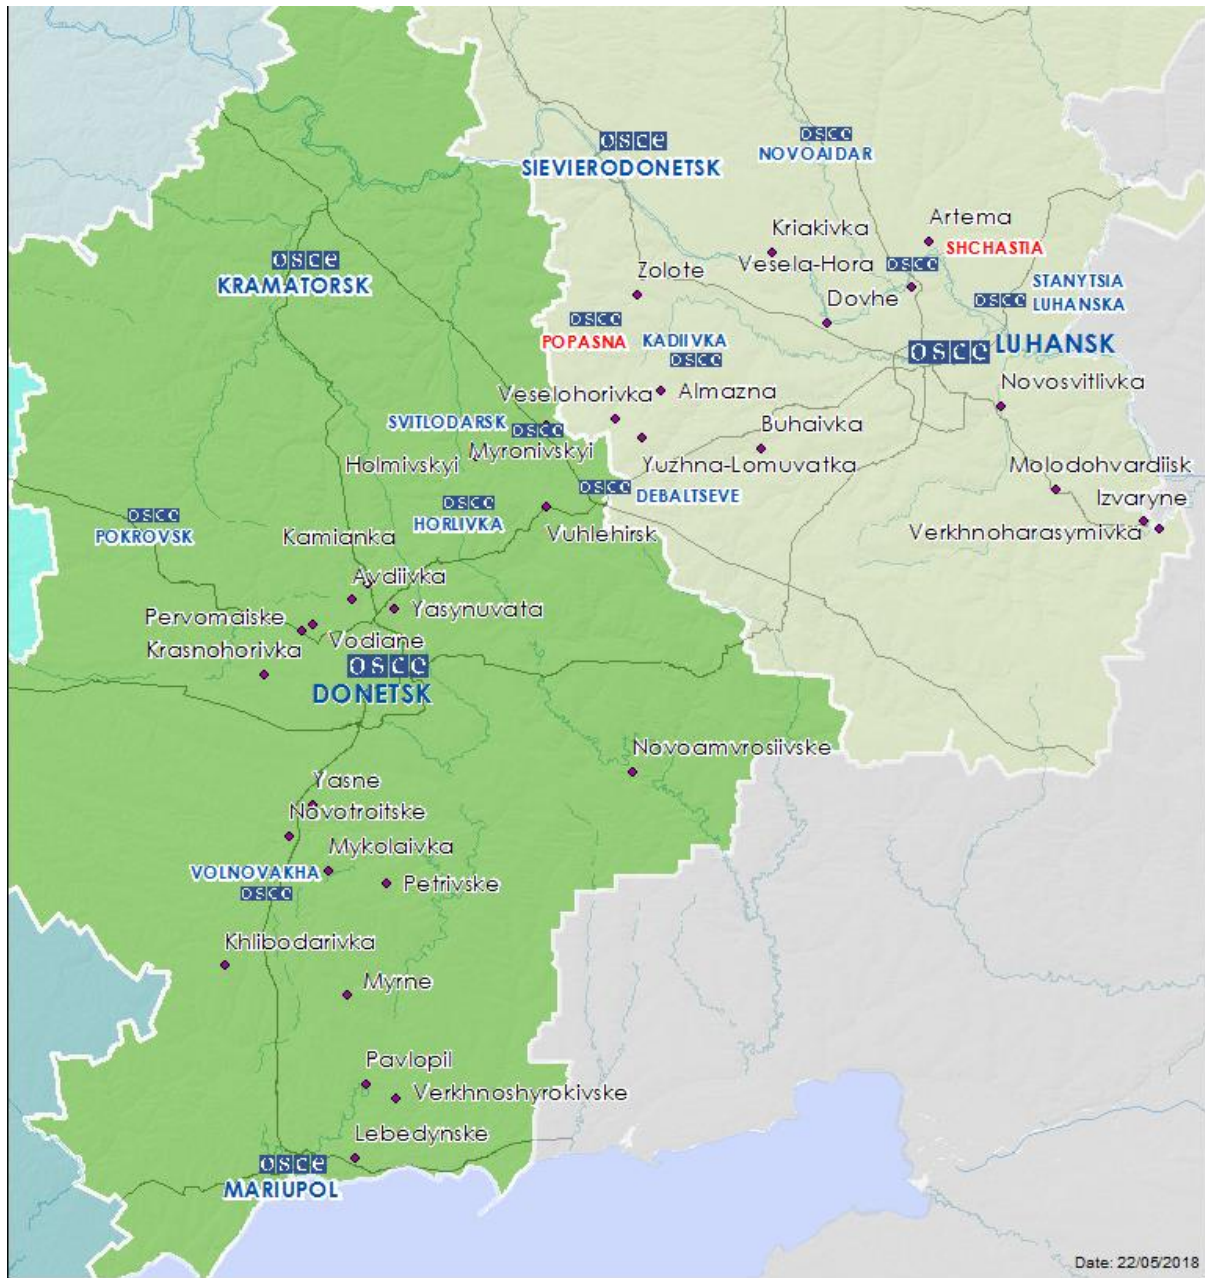 osce
SIEVIERODONETSK
OSCE
NOVOAIDAR
Artema
SHCHASTIA
Kriakivka
osce
KRAMATORSK
Zolote
Vesela-Hora
OSCE
STANYTSIA
LUHANSKA
OSCE
Dovhe
OSCE
POPASNA
KADIIVKA
OSCE
osce
LUHANSK
Veselohorivka
Almazna
Novosvitlivka
SVITLODARSK
OSCE
Buhaivka
Holmivskyi
Myronivskyi
Yuzhna-Lomuvatka
Molodohvardiisk
OSCE
DEBALTSEVE
Izvaryne
OSCE
HORLIVKA
OSCE
POKROVSK
Kamianka
Vuhlehirsk
Verkhnoharasymivka
Avdiivka
Yasynuvata
Pervomaiske
Vodiane
Krasnohorivka
osce
DONETSK
Novoamvrosiivske
Yasne
Novotroitske
Mykolaivka
VOLNOVAKHA
OSCE
Petrivske
Khlibodarivka
Myrne
Pavlopil
Verkhnoshyrokivske
Lebedynske
osce
MARIUPOL
Date: 22/05/2018